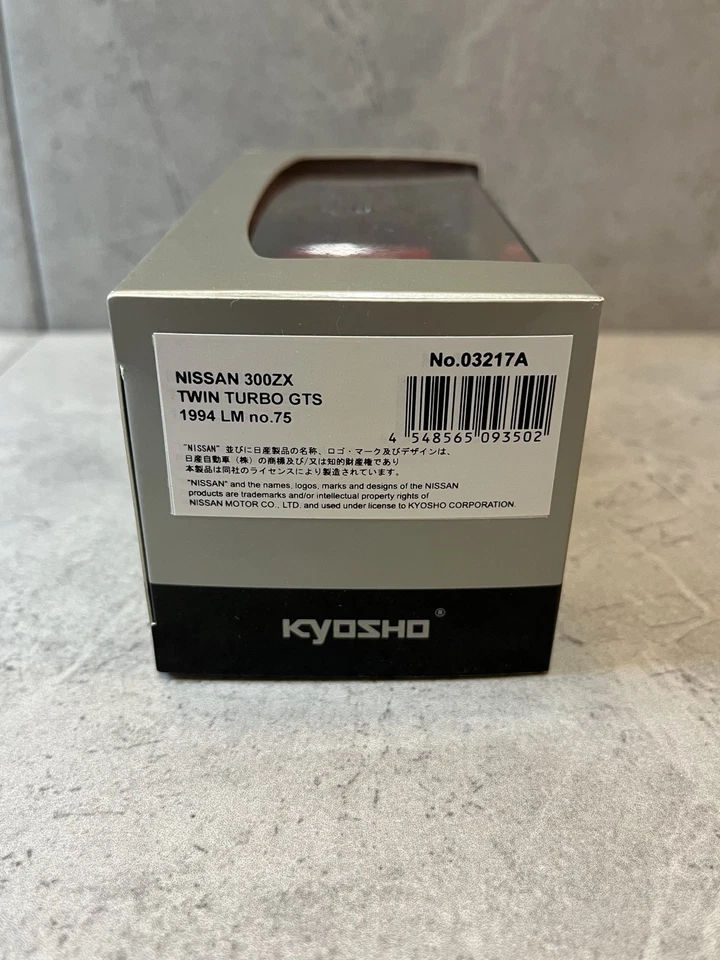 No.03217A
NISSAN 300ZX
TWIN TURBO GTS
1994 LM no.75
4 548565 093502
"NISSAN" 並びに日産製品の名称、ロゴ・マーク及びデザインは、
日産自動車（株）の商標及び/又は知的財産権であり
本製品は同社のライセンスにより製造されています。
"NISSAN" and the names, logos, marks and designs of the NISSAN
products are trademarks and/or intellectual property rights of
NISSAN MOTOR CO., LTD. and used under license to KYOSHO CORPORATION.
KYOSHO®